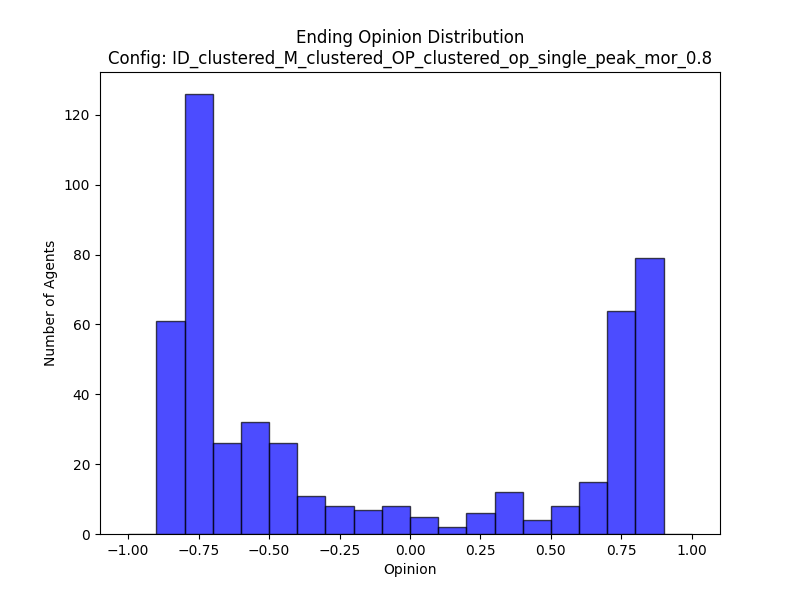 Ending Opinion Distribution
Config: ID_clustered_M_clustered_OP_clustered_op_single_peak_mor_0.8
Number of Agents
120
100
80
60
40
20
0
−1.00 −0.75 −0.50 −0.25 0.00 0.25 0.50 0.75 1.00
Opinion